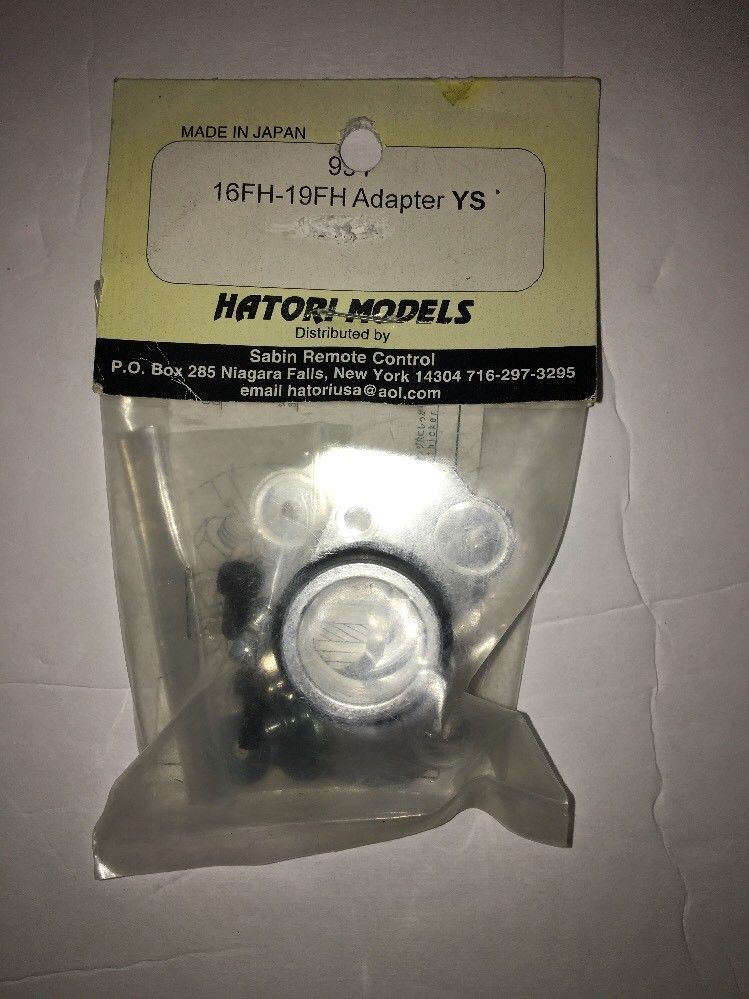 MADE IN JAPAN
16FH-19FH Adapter YS
HATORI MODELS
Distributed by
Sabin Remote Control
P.O. Box 285 Niagara Falls, New York 14304 716-297-3295
email hatoriusa@aol.com
thicker